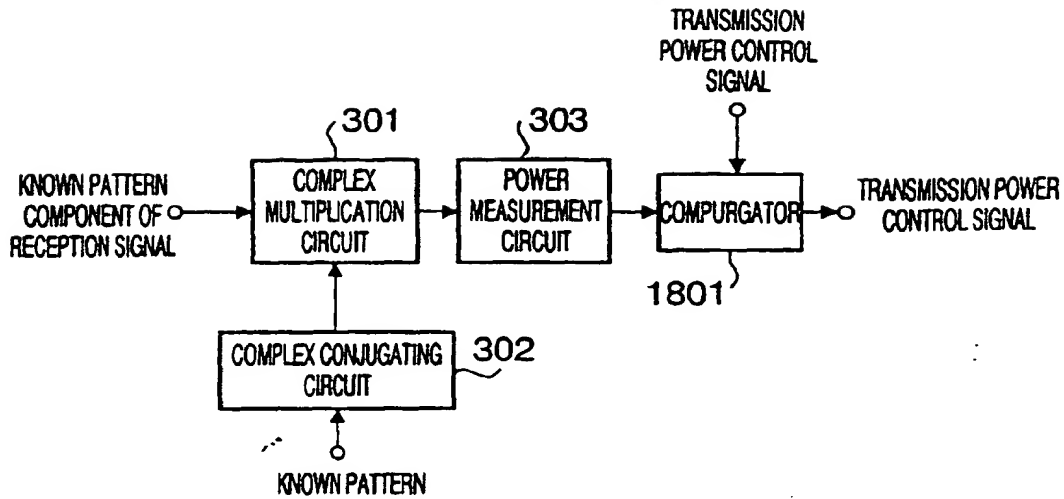 TRANSMISSION
POWER CONTROL
SIGNAL
301
303
KNOWN PATTERN
COMPONENT OF
RECEPTION SIGNAL
COMPLEX
MULTIPLICATION
CIRCUIT
POWER
MEASUREMENT
CIRCUIT
COMPURGATOR
TRANSMISSION POWER
CONTROL SIGNAL
1801
COMPLEX CONJUGATING
CIRCUIT
302
KNOWN PATTERN